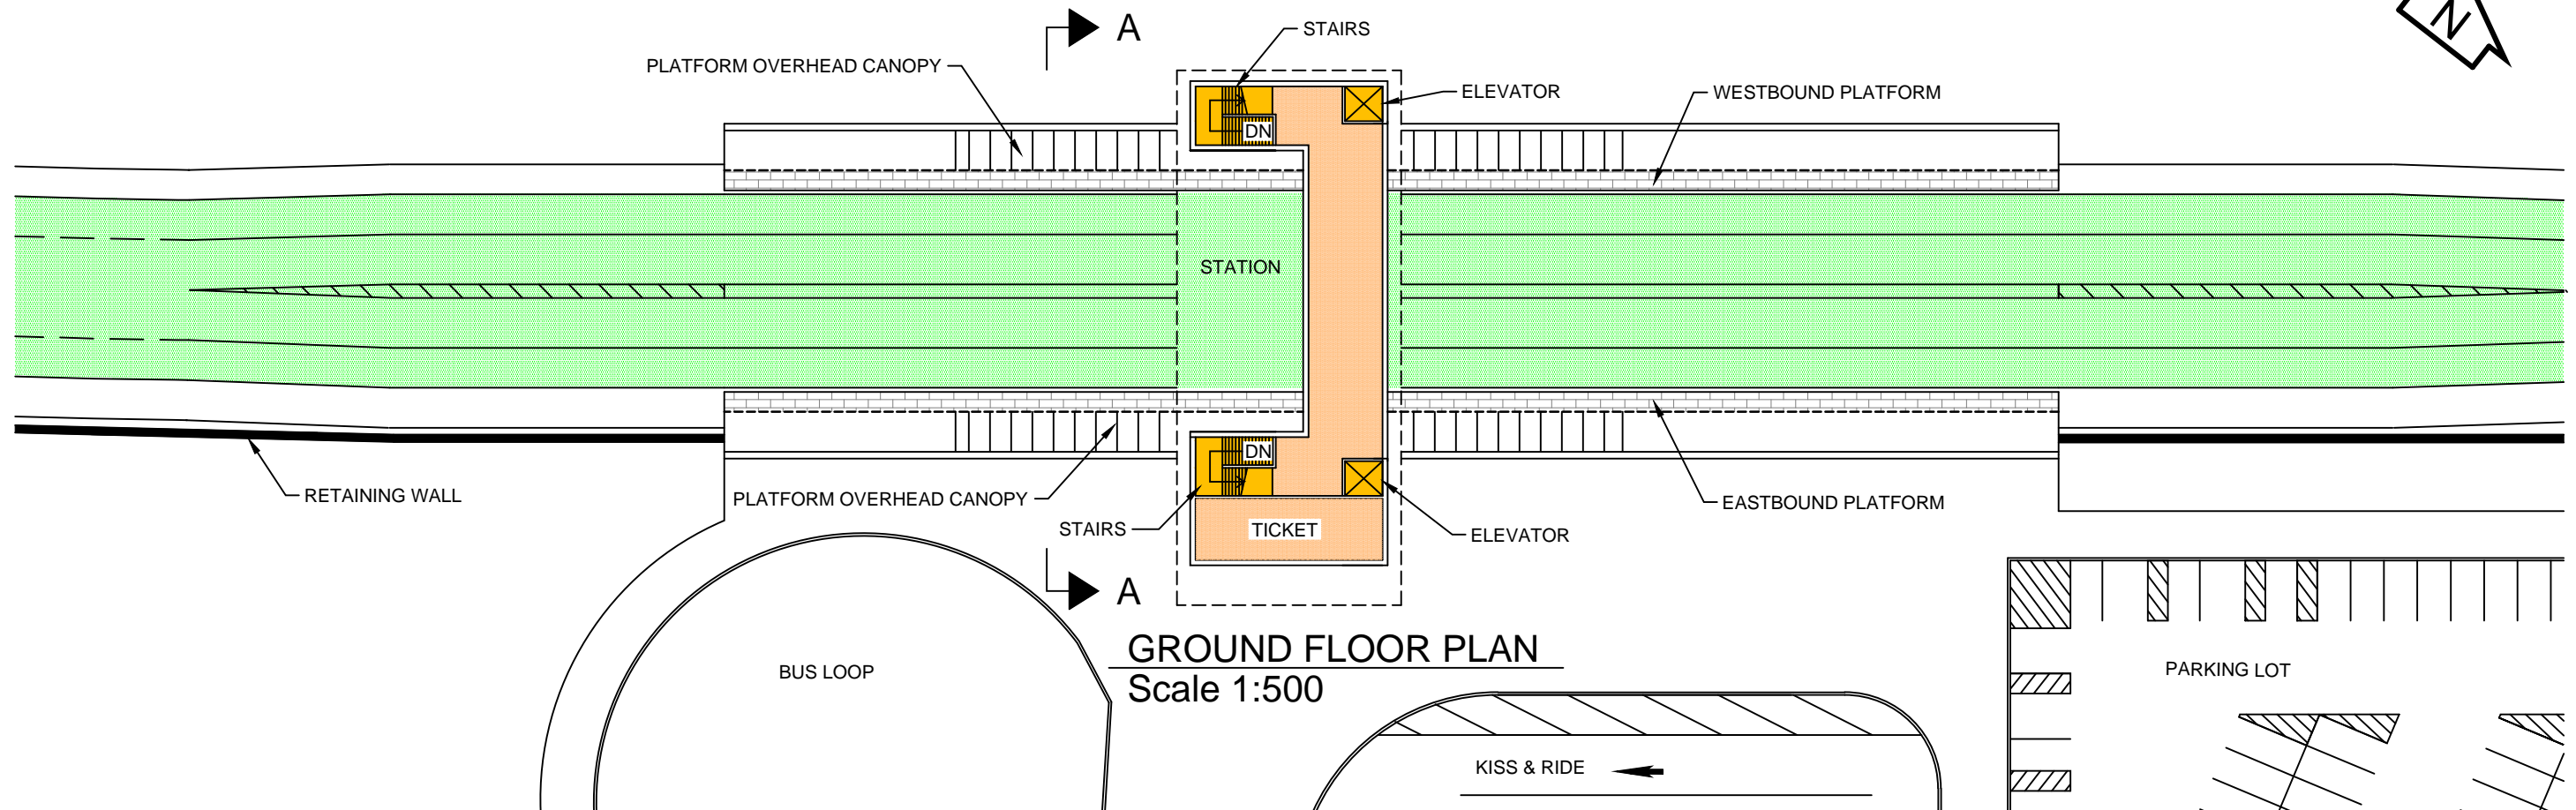 A
STAIRS
N
PLATFORM OVERHEAD CANOPY
ELEVATOR
WESTBOUND PLATFORM
DN
STATION
DN
RETAINING WALL
PLATFORM OVERHEAD CANOPY
EASTBOUND PLATFORM
STAIRS
TICKET
ELEVATOR
A
GROUND FLOOR PLAN
Scale 1:500
BUS LOOP
PARKING LOT
KISS & RIDE